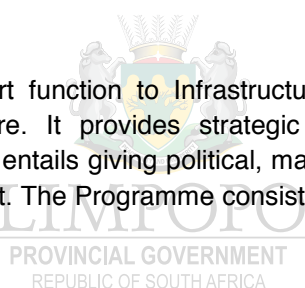 rt function to Infrastructu
re. It provides strategic
entails giving political, ma
t. The Programme consist
LIMPOPO
PROVINCIAL GOVERNMENT
REPUBLIC OF SOUTH AFRICA